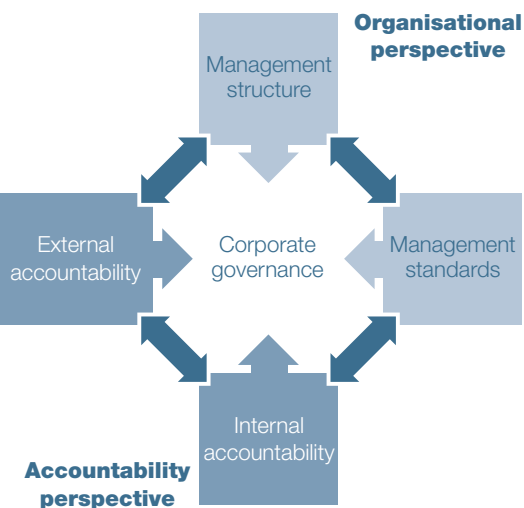 Organisational
perspective
Management
structure
External
accountability
Corporate
governance
Management
standards
Internal
accountability
Accountability
perspective